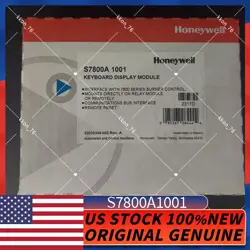 Honeywell
S7800A 1001
KEYBOARD DISPLAY MODULE
•INTERFACE WITH 7800 SERIES BURNER CONTROL
•MOUNTS DIRECTLY ON RELAY MODULE
OR REMOTELY
•COMMUNICATIONS BUS INTERFACE
•REMOTE RESET
Honeywell
S7800A1001
US STOCK 100%NEW
ORIGINAL GENUINE